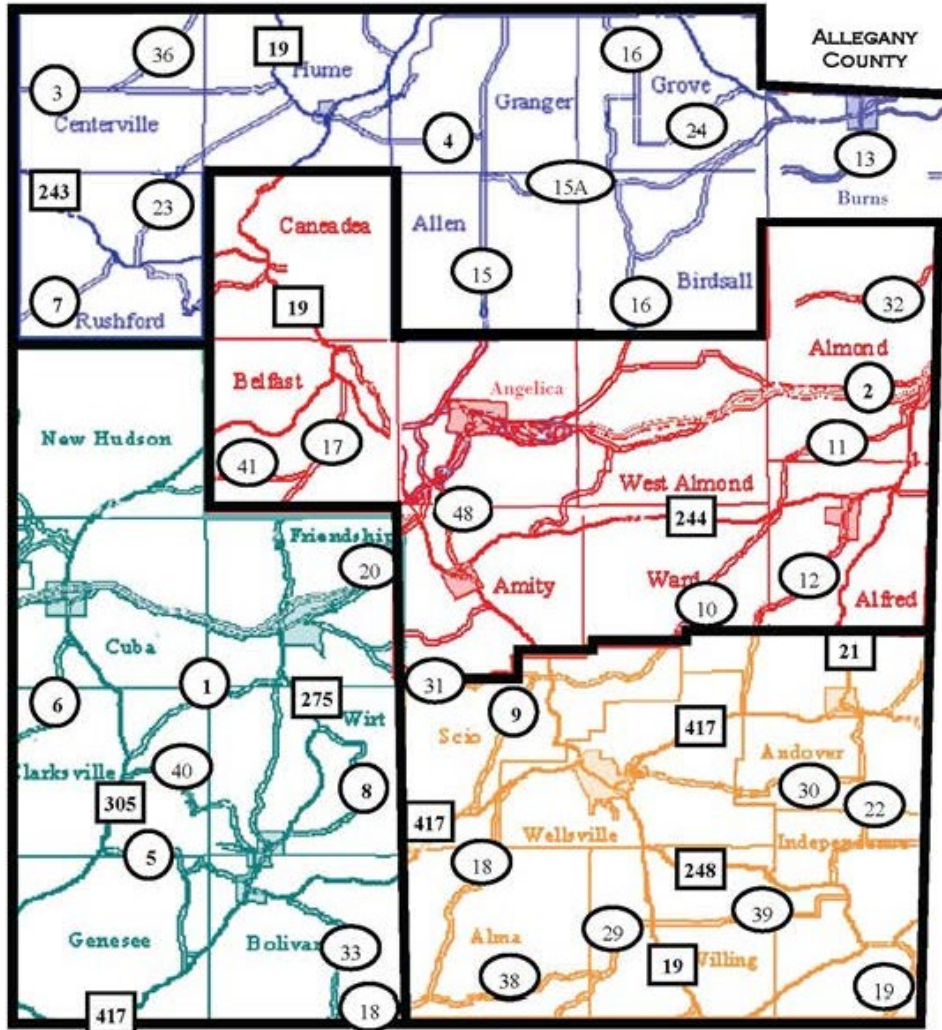 ALLEGANY
COUNTY
36
19
16
Hume
3
Grove
Granger
Centerville
4
24
13
15A
243
23
Burns
Caneadea
Allen
15
Birdsall
7
19
16
32
Rushford
Almond
Belfast
Angelica
2
New Hudson
17
11
41
West Almond
48
244
Friendship
20
Amity
Ward
12
10
Alfred
Cuba
21
1
31
6
275
9
Wirt
Scio
417
Andover
Clarksville
40
8
30
305
22
417
Wellsville
Independence
5
18
248
39
Genesee
Bolivar
Alma
29
33
19
Willing
38
18
19
417